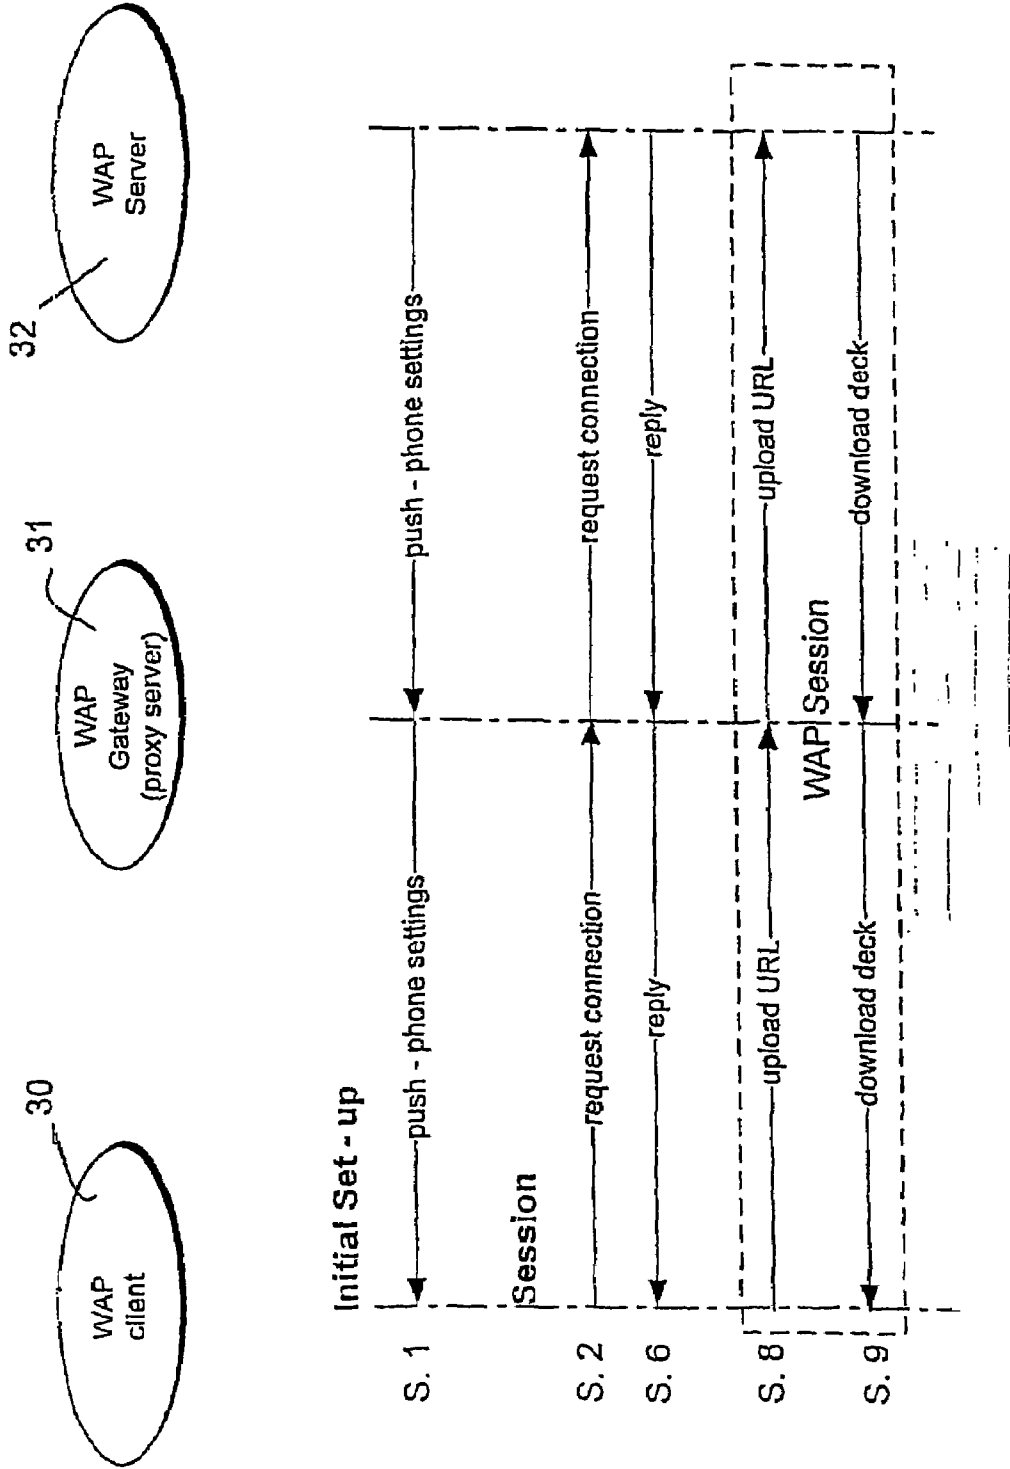 30
WAP
client
31
WAP
Gateway
(proxy server)
32
WAP
Server
Initial Set - up
S. 1
push - phone settings
push - phone settings
Session
S. 2
request connection
request connection
S. 6
reply
reply
S. 8
upload URL
upload URL
WAP Session
S. 9
download deck
download deck